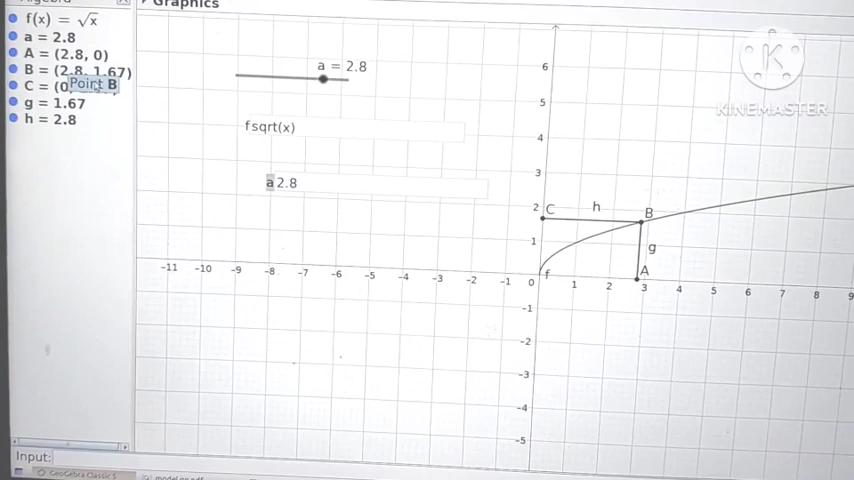 Graphics
f(x) = √x
a = 2.8
A = (2.8, 0)
B = (2.8, 1.67)
C = (0,
Point B
g = 1.67
h = 2.8
a = 2.8
f sqrt(x)
a 2.8
K
KINEMASTER
6
5
4
3
2
1
C
h
B
g
A
f
-11 -10 -9 -8 -7 -6 -5 -4 -3 -2 -1 0 1 2 3 4 5 6 7 8 9
-1
-2
-3
-4
-5
Input:
GeoGebra Classic 5